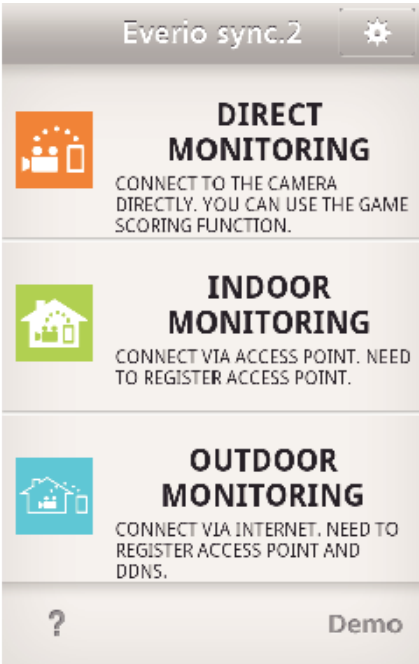 Everio sync.2
DIRECT
MONITORING
CONNECT TO THE CAMERA
DIRECTLY. YOU CAN USE THE GAME
SCORING FUNCTION.
INDOOR
MONITORING
CONNECT VIA ACCESS POINT. NEED
TO REGISTER ACCESS POINT.
OUTDOOR
MONITORING
CONNECT VIA INTERNET. NEED TO
REGISTER ACCESS POINT AND
DDNS.
? Demo